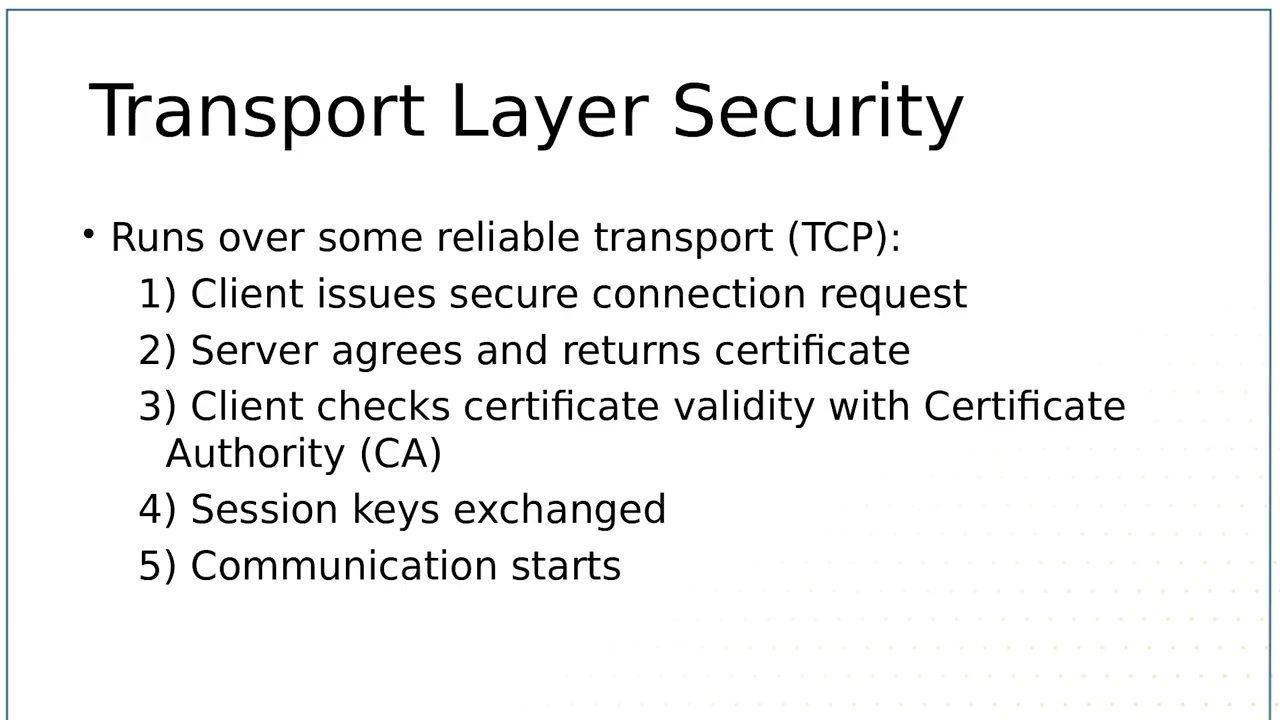 Transport Layer Security
• Runs over some reliable transport (TCP):
1) Client issues secure connection request
2) Server agrees and returns certificate
3) Client checks certificate validity with Certificate
Authority (CA)
4) Session keys exchanged
5) Communication starts